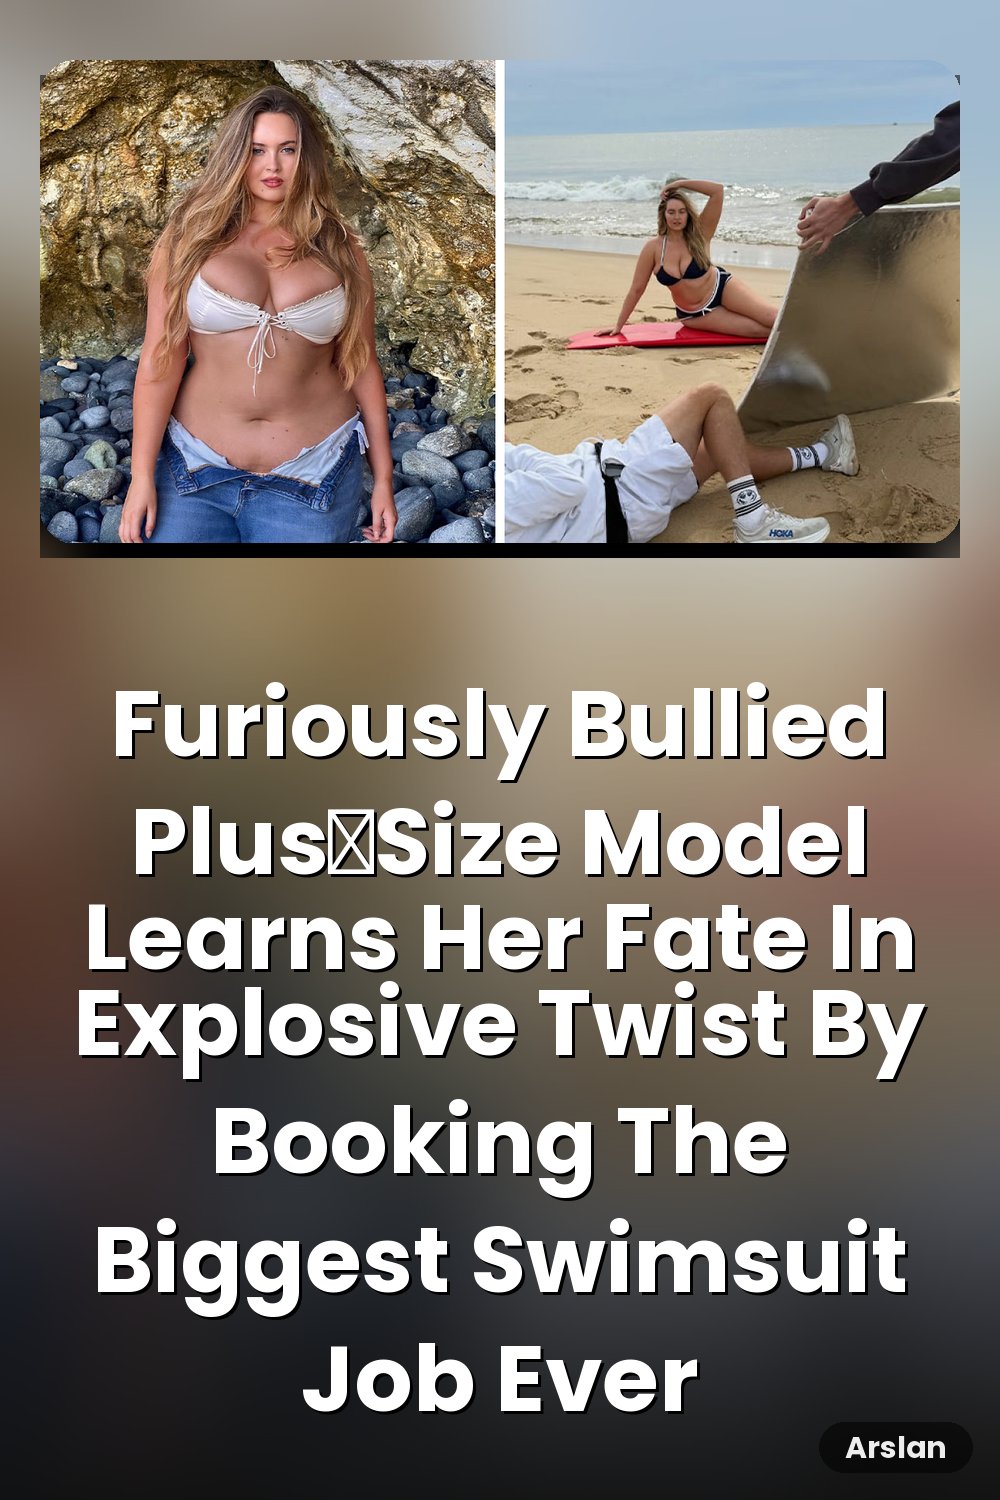 HOKA
Furiously Bullied
Plus☒Size Model
Learns Her Fate In
Explosive Twist By
Booking The
Biggest Swimsuit
Job Ever
Arslan